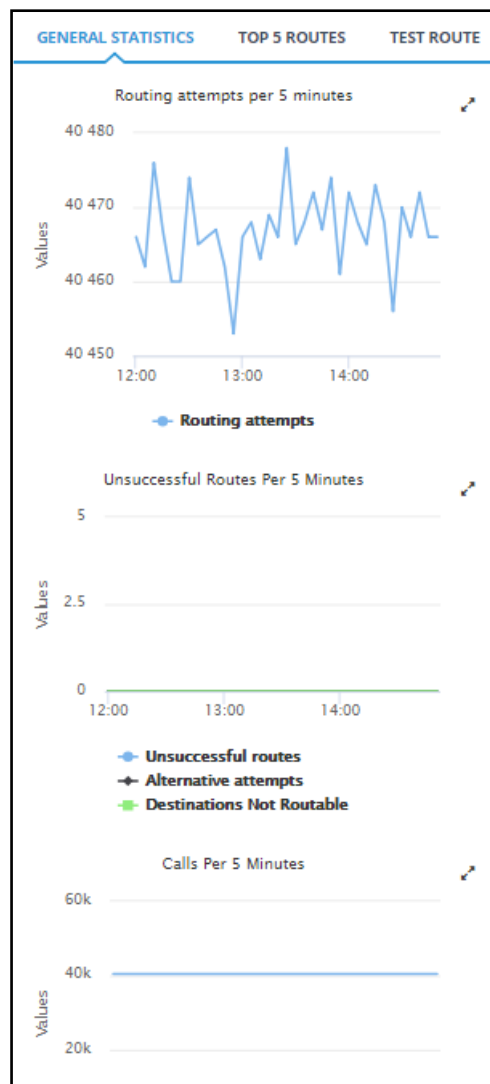 GENERAL STATISTICS TOP 5 ROUTES TEST ROUTE
Routing attempts per 5 minutes
40 480
40 470
40 460
40 450
Values
12:00 13:00 14:00
Routing attempts
Unsuccessful Routes Per 5 Minutes
5
2.5
0
Values
12:00 13:00 14:00
Unsuccessful routes
Alternative attempts
Destinations Not Routable
Calls Per 5 Minutes
60k
40k
20k
Values